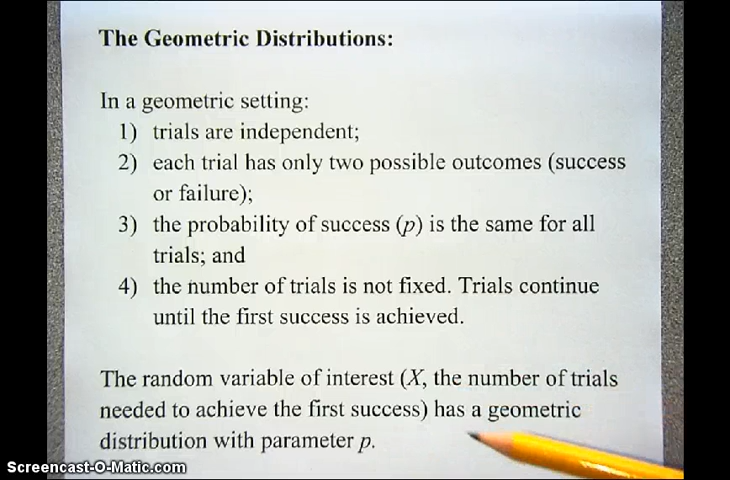 The Geometric Distributions:
In a geometric setting:
1) trials are independent;
2) each trial has only two possible outcomes (success
or failure);
3) the probability of success (p) is the same for all
trials; and
4) the number of trials is not fixed. Trials continue
until the first success is achieved.
The random variable of interest (X, the number of trials
needed to achieve the first success) has a geometric
distribution with parameter p.
Screencast-O-Matic.com